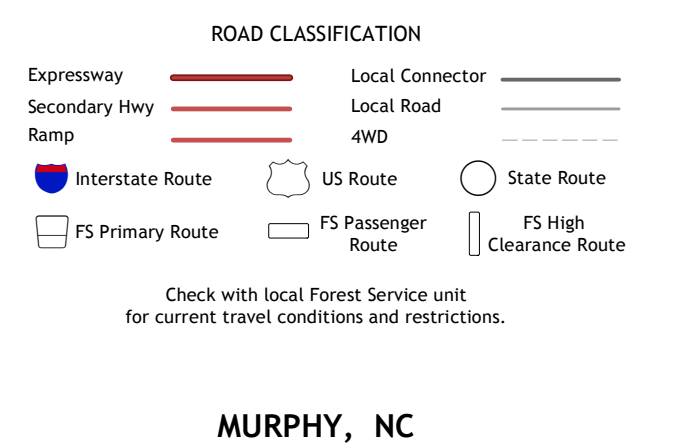 ROAD CLASSIFICATION
Expressway
Local Connector
Secondary Hwy
Local Road
Ramp
4WD
Interstate Route
US Route
State Route
FS Primary Route
FS Passenger
Route
FS High
Clearance Route
Check with local Forest Service unit
for current travel conditions and restrictions.
MURPHY, NC